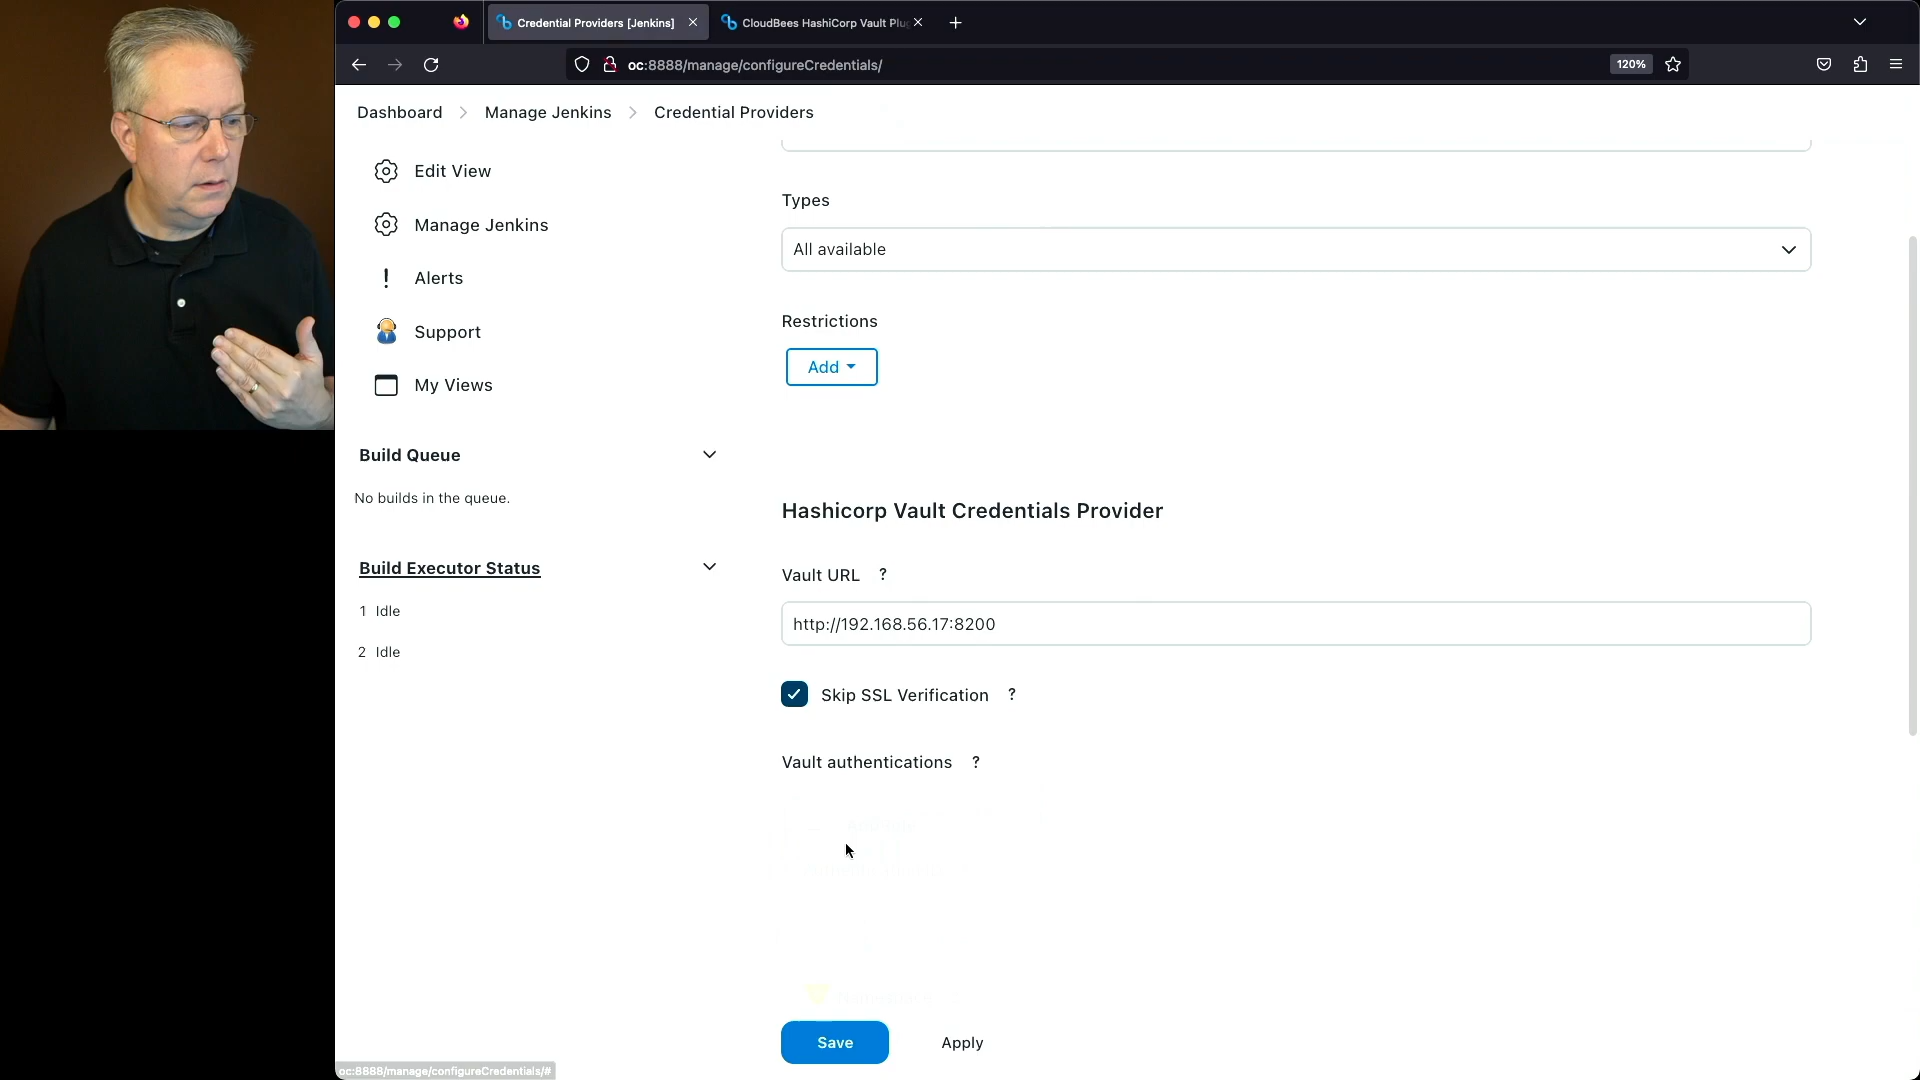 Credential Providers [Jenkins]
CloudBees HashiCorp Vault Plu
oc:8888/manage/configureCredentials/
120%
Dashboard > Manage Jenkins > Credential Providers
Edit View
Manage Jenkins
Alerts
Support
My Views
Build Queue
No builds in the queue.
Build Executor Status
1 Idle
2 Idle
Types
All available
Restrictions
Add
Hashicorp Vault Credentials Provider
Vault URL ?
http://192.168.56.17:8200
Skip SSL Verification ?
Vault authentications ?
Save
Apply
oc:8888/manage/configureCredentials/#